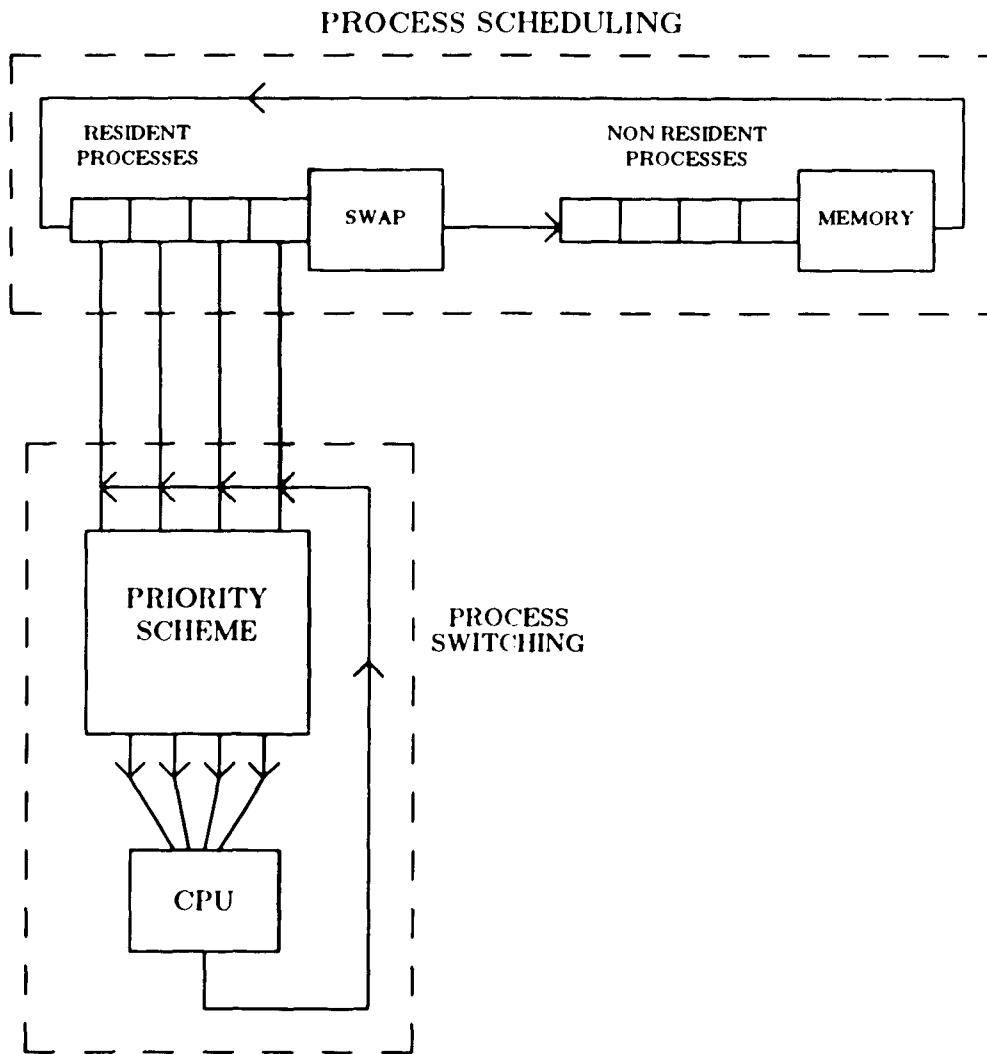 PROCESS SCHEDULING
RESIDENT
PROCESSES
NON RESIDENT
PROCESSES
SWAP
MEMORY
PRIORITY
SCHEME
PROCESS
SWITCHING
CPU